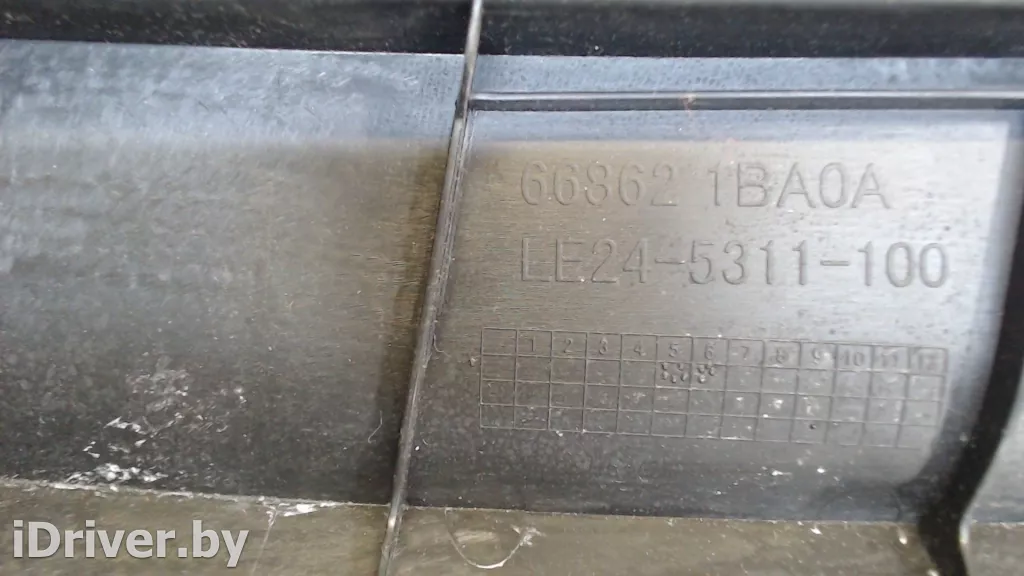 66862 1BA0A
LE24-5311-100
1 2 3 4 5 6 7 8 9 10 11 12
iDriver.by